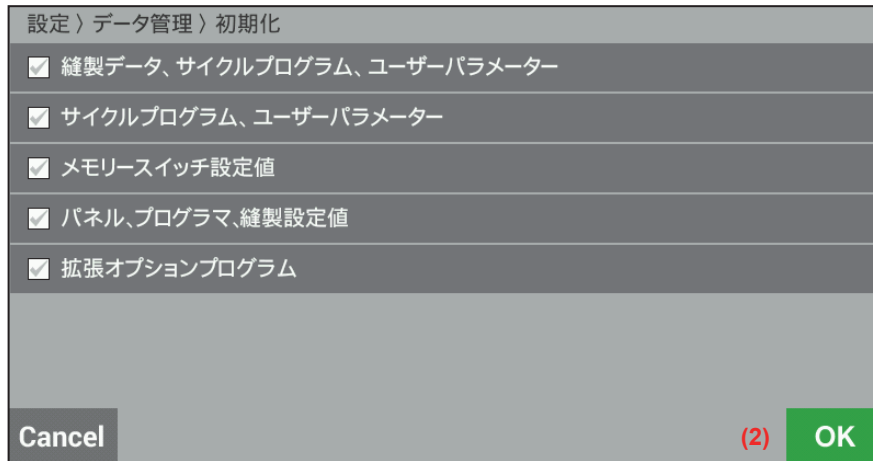 設定 〉データ管理 〉初期化
縫製データ、サイクルプログラム、ユーザーパラメーター
サイクルプログラム、ユーザーパラメーター
メモリースイッチ設定値
パネル、プログラマ、縫製設定値
拡張オプションプログラム
Cancel (2) OK